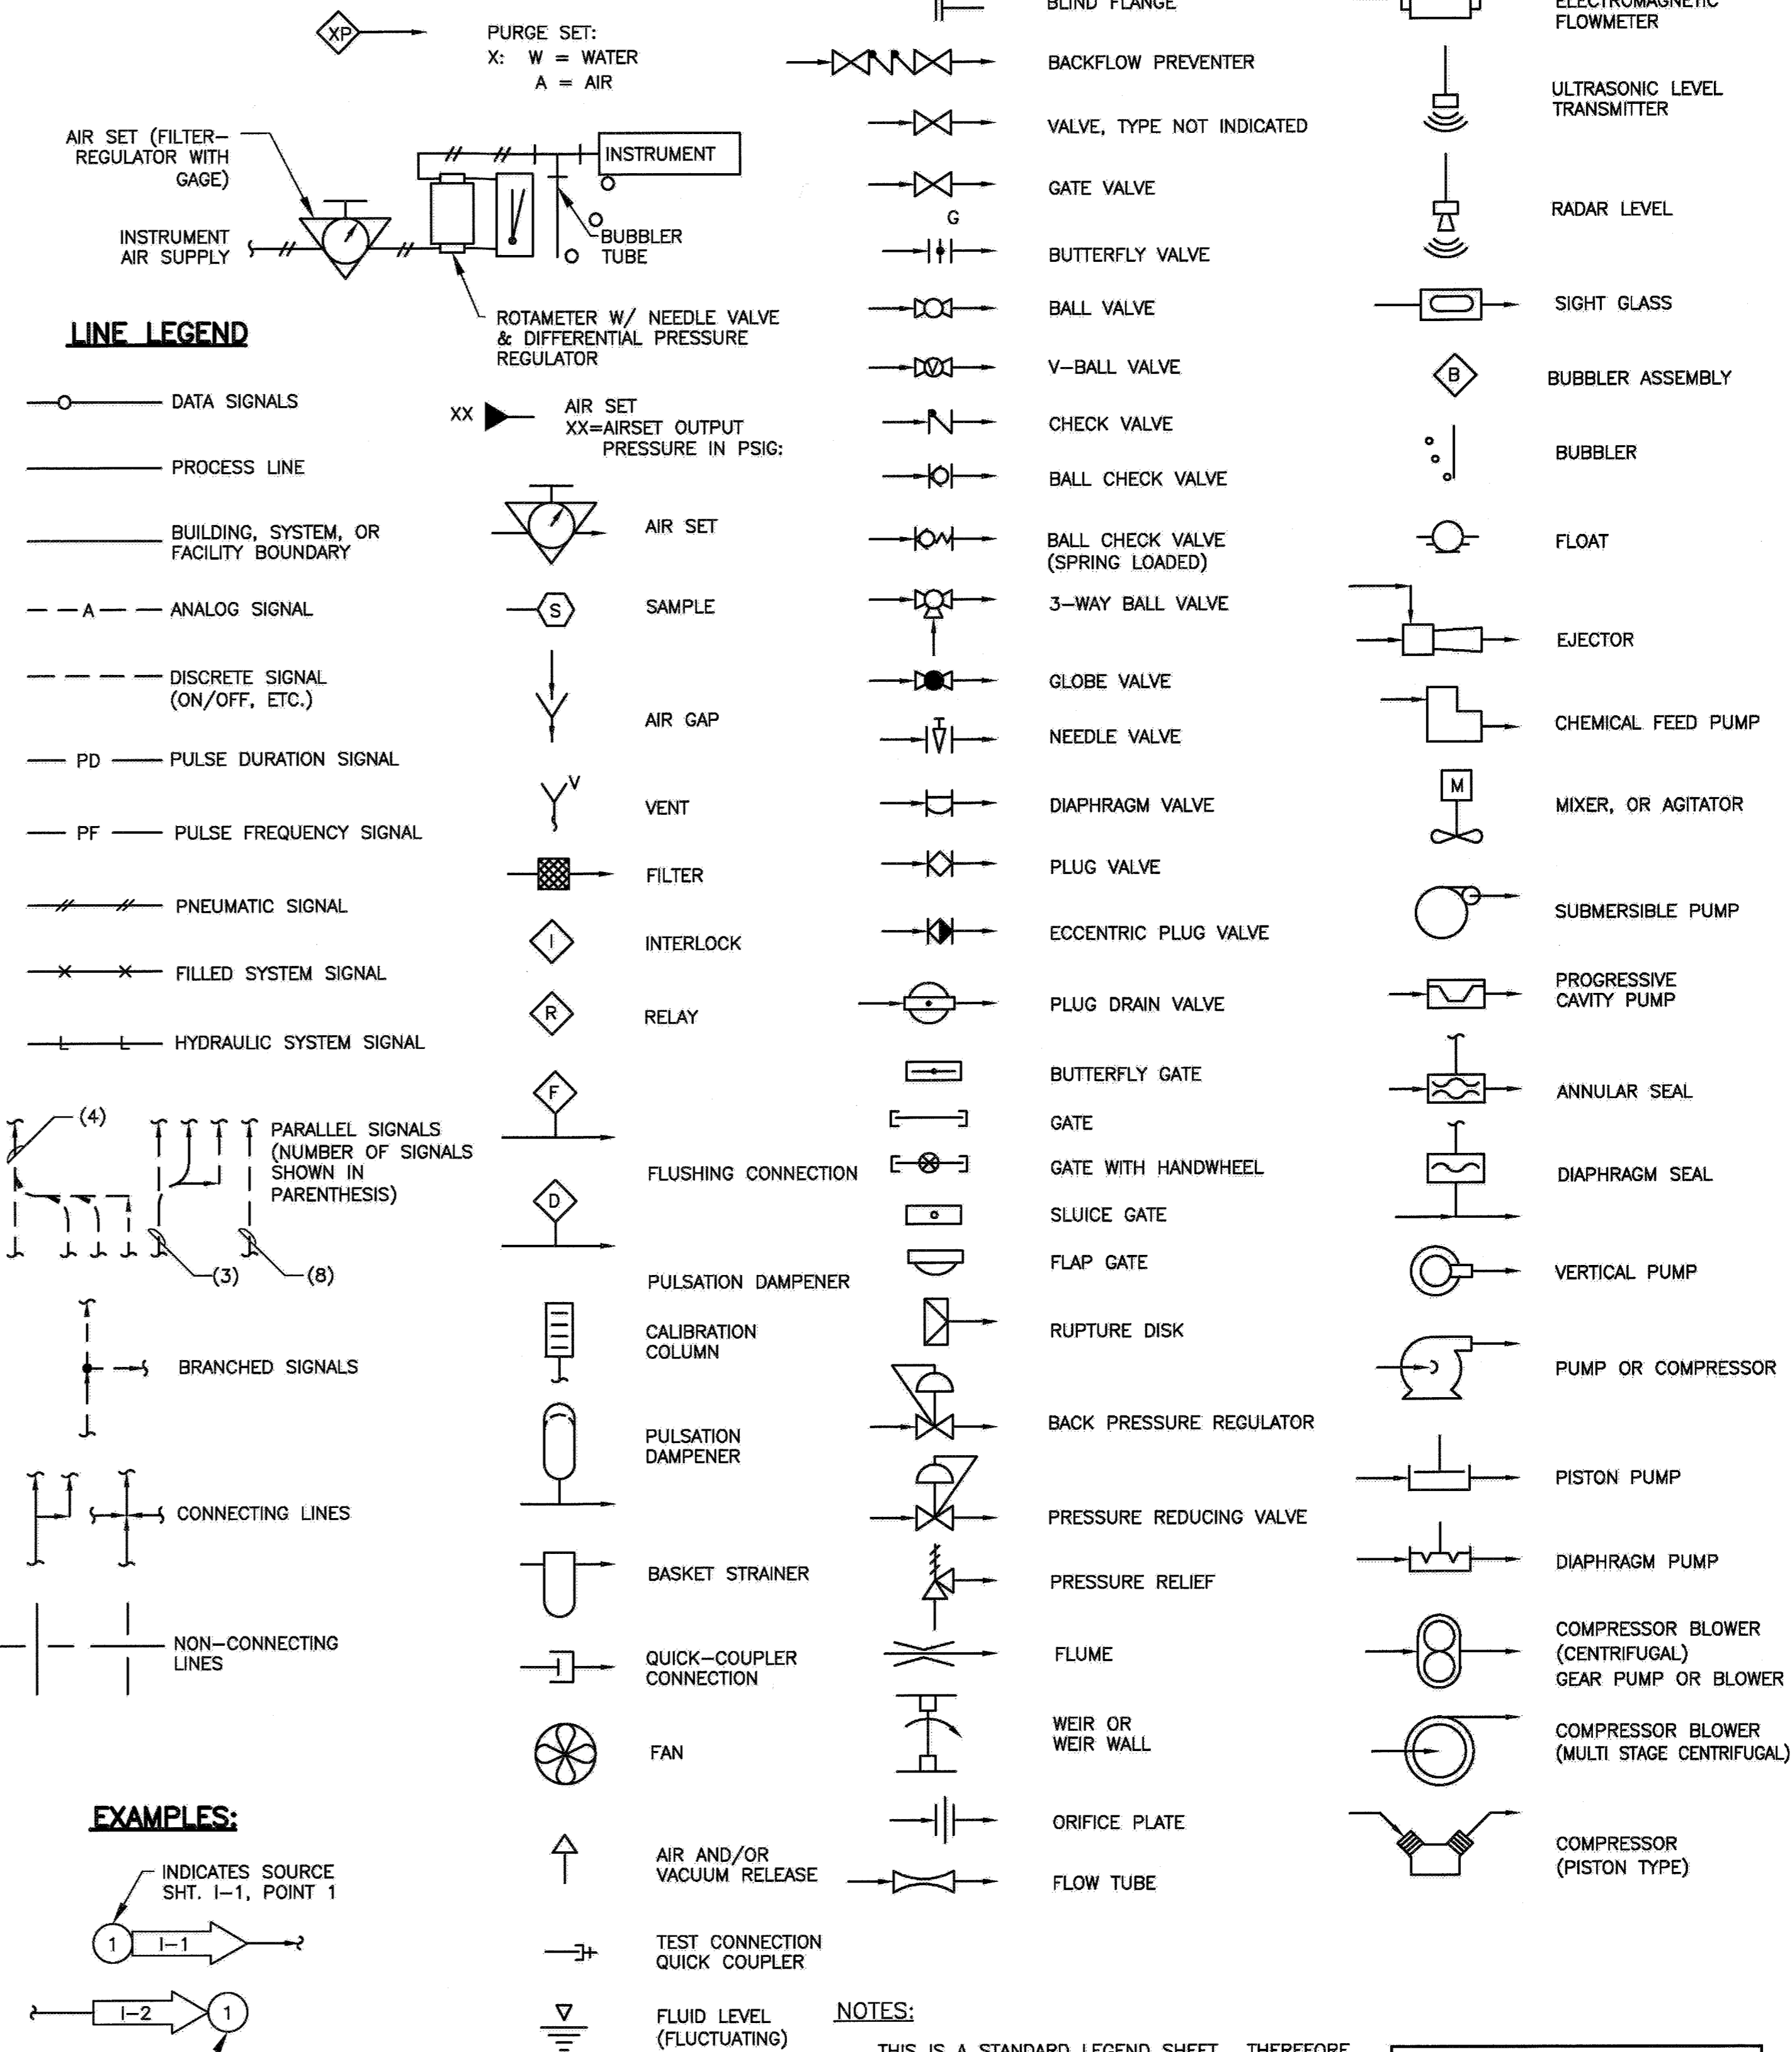 XP
PURGE SET:
X: W = WATER
A = AIR
AIR SET (FILTER-
REGULATOR WITH
GAGE)
INSTRUMENT
INSTRUMENT
AIR SUPPLY
BUBBLER
TUBE
ROTAMETER W/ NEEDLE VALVE
& DIFFERENTIAL PRESSURE
REGULATOR
LINE LEGEND
DATA SIGNALS
PROCESS LINE
BUILDING, SYSTEM, OR
FACILITY BOUNDARY
A
ANALOG SIGNAL
DISCRETE SIGNAL
(ON/OFF, ETC.)
PD
PULSE DURATION SIGNAL
PF
PULSE FREQUENCY SIGNAL
PNEUMATIC SIGNAL
FILLED SYSTEM SIGNAL
L L
HYDRAULIC SYSTEM SIGNAL
(4)
PARALLEL SIGNALS
(NUMBER OF SIGNALS
SHOWN IN
PARENTHESIS)
(3)
(8)
BRANCHED SIGNALS
CONNECTING LINES
NON-CONNECTING
LINES
EXAMPLES:
INDICATES SOURCE
SHT. I-1, POINT 1
1
I-1
I-2
1
XX
AIR SET
XX=AIRSET OUTPUT
PRESSURE IN PSIG:
AIR SET
S
SAMPLE
AIR GAP
V
VENT
FILTER
I
INTERLOCK
R
RELAY
F
FLUSHING CONNECTION
D
PULSATION DAMPENER
CALIBRATION
COLUMN
PULSATION
DAMPENER
BASKET STRAINER
QUICK-COUPLER
CONNECTION
FAN
AIR AND/OR
VACUUM RELEASE
TEST CONNECTION
QUICK COUPLER
FLUID LEVEL
(FLUCTUATING)
BLIND FLANGE
BACKFLOW PREVENTER
VALVE, TYPE NOT INDICATED
GATE VALVE
G
BUTTERFLY VALVE
BALL VALVE
V
V-BALL VALVE
CHECK VALVE
BALL CHECK VALVE
BALL CHECK VALVE
(SPRING LOADED)
3-WAY BALL VALVE
GLOBE VALVE
NEEDLE VALVE
DIAPHRAGM VALVE
PLUG VALVE
ECCENTRIC PLUG VALVE
PLUG DRAIN VALVE
BUTTERFLY GATE
GATE
GATE WITH HANDWHEEL
SLUICE GATE
FLAP GATE
RUPTURE DISK
BACK PRESSURE REGULATOR
PRESSURE REDUCING VALVE
PRESSURE RELIEF
FLUME
WEIR OR
WEIR WALL
ORIFICE PLATE
FLOW TUBE
NOTES:
THIS IS A STANDARD LEGEND SHEET. THEREFORE
ELECTROMAGNETIC
FLOWMETER
ULTRASONIC LEVEL
TRANSMITTER
RADAR LEVEL
SIGHT GLASS
B
BUBBLER ASSEMBLY
BUBBLER
FLOAT
EJECTOR
CHEMICAL FEED PUMP
M
MIXER, OR AGITATOR
SUBMERSIBLE PUMP
PROGRESSIVE
CAVITY PUMP
ANNULAR SEAL
DIAPHRAGM SEAL
VERTICAL PUMP
PUMP OR COMPRESSOR
PISTON PUMP
DIAPHRAGM PUMP
COMPRESSOR BLOWER
(CENTRIFUGAL)
GEAR PUMP OR BLOWER
COMPRESSOR BLOWER
(MULTI STAGE CENTRIFUGAL)
COMPRESSOR
(PISTON TYPE)